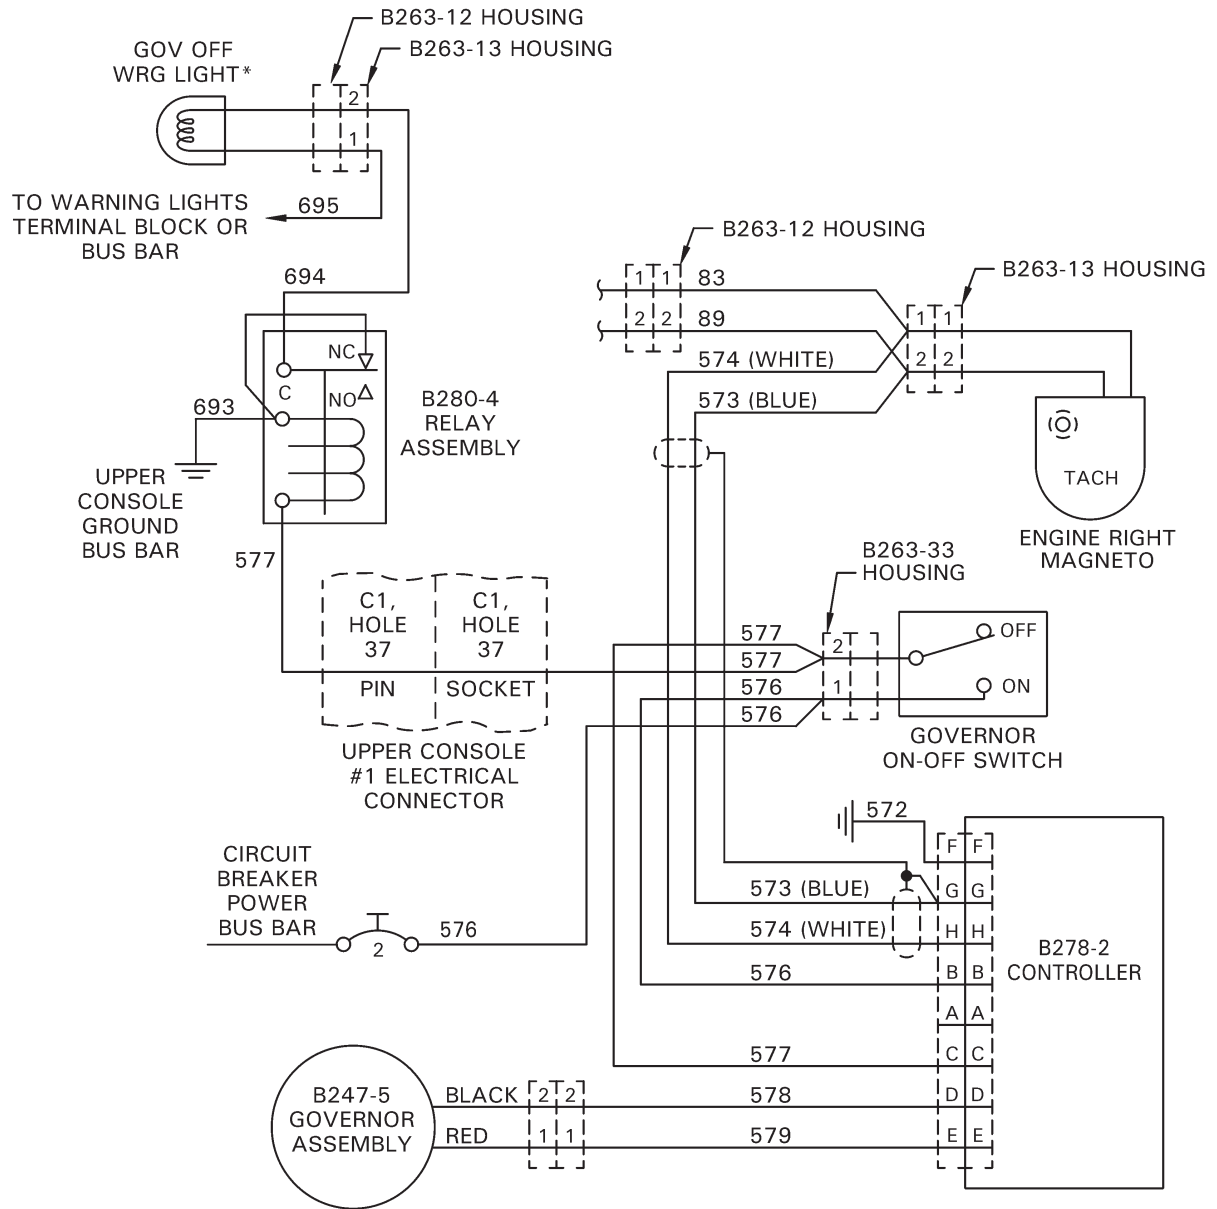 B263-12 HOUSING
B263-13 HOUSING
GOV OFF
WRG LIGHT*
2
1
TO WARNING LIGHTS
TERMINAL BLOCK OR
BUS BAR
695
694
B263-12 HOUSING
B263-13 HOUSING
1 1 83
2 2 89
1 1
2 2
574 (WHITE)
573 (BLUE)
NC
C
NO
693
B280-4
RELAY
ASSEMBLY
UPPER
CONSOLE
GROUND
BUS BAR
577
TACH
ENGINE RIGHT
MAGNETO
B263-33
HOUSING
C1,
HOLE
37
PIN
C1,
HOLE
37
SOCKET
UPPER CONSOLE
#1 ELECTRICAL
CONNECTOR
577
577
576
576
2
1
OFF
ON
GOVERNOR
ON-OFF SWITCH
572
CIRCUIT
BREAKER
POWER
BUS BAR
2
576
573 (BLUE)
574 (WHITE)
576
577
578
579
F F
G G
H H
B B
A A
C C
D D
E E
B278-2
CONTROLLER
B247-5
GOVERNOR
ASSEMBLY
BLACK
RED
2 2
1 1